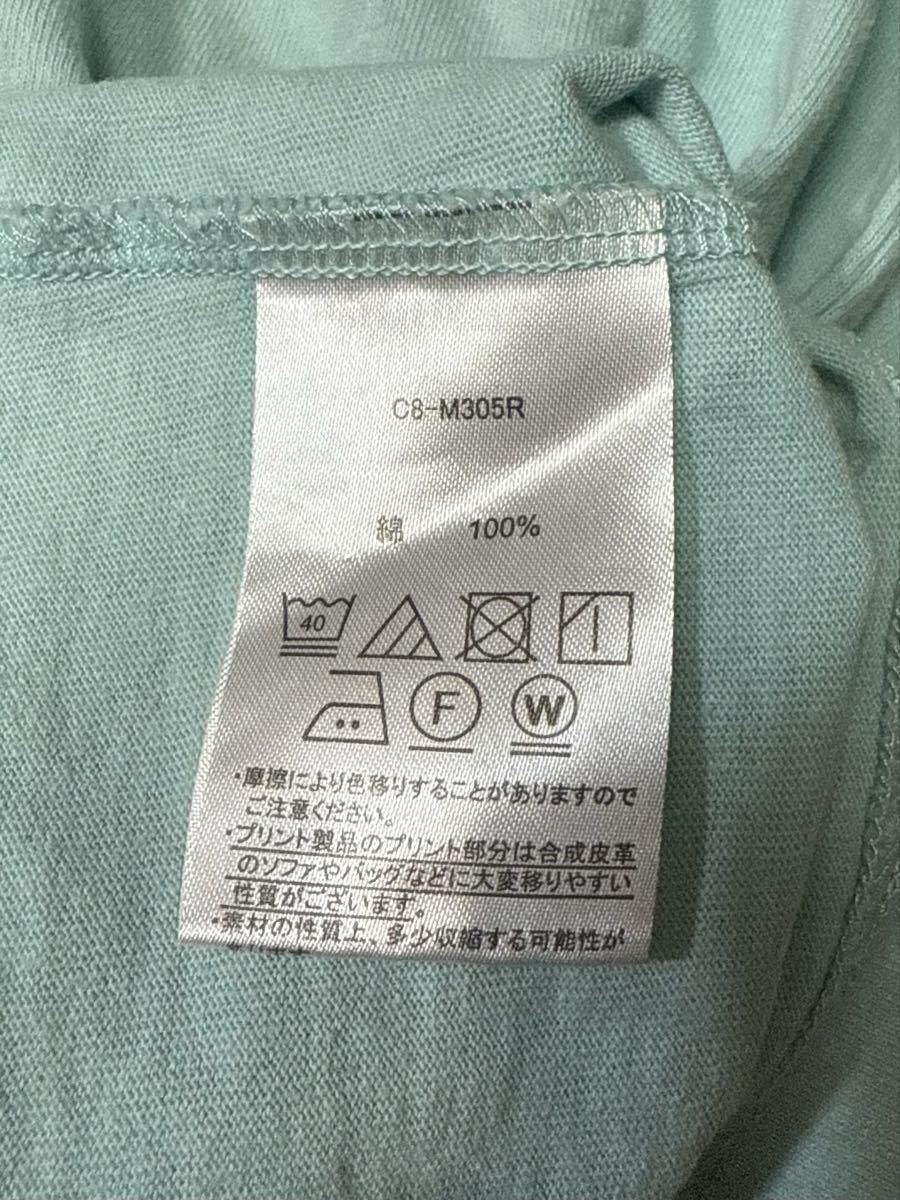 C8-M305R
綿 100%
40
F W
・摩擦により色移りすることがありますので
ご注意ください。
・プリント製品のプリント部分は合成皮革
のソファやバッグなどに大変移りやすい
性質がございます。
・素材の性質上、多少収縮する可能性が